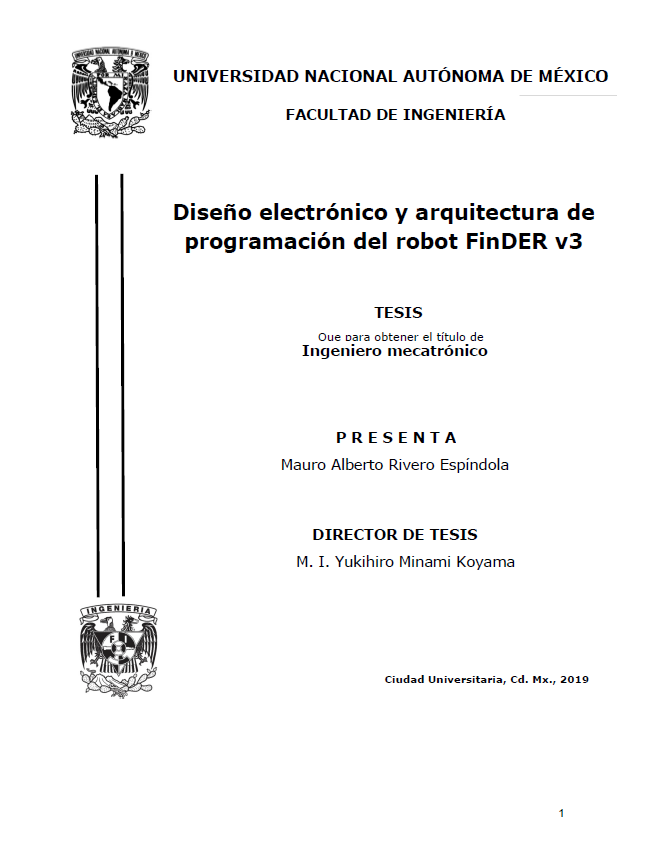 UNIVERSIDAD NACIONAL AUTÓNOMA DE MÉXICO
FACULTAD DE INGENIERÍA
Diseño electrónico y arquitectura de
programación del robot FinDER v3
TESIS
Que para obtener el título de
Ingeniero mecatrónico
P R E S E N T A
Mauro Alberto Rivero Espíndola
DIRECTOR DE TESIS
M. I. Yukihiro Minami Koyama
INGENIERIA
Ciudad Universitaria, Cd. Mx., 2019
1